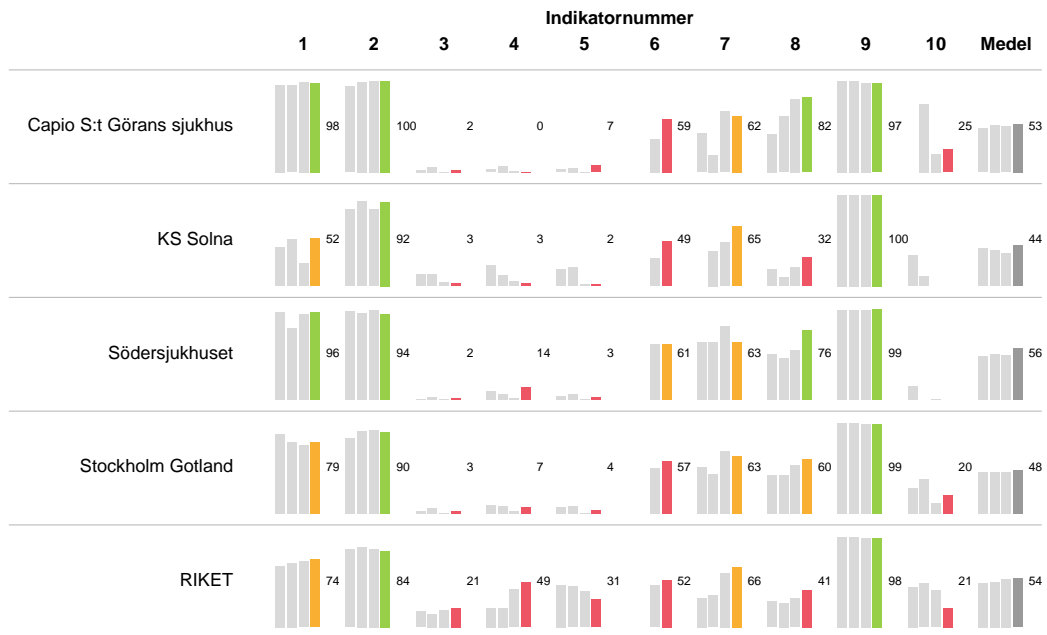 Indikatornummer
1 2 3 4 5 6 7 8 9 10 Medel
Capio S:t Görans sjukhus 98 100 2 0 7 59 62 82 97 25 53
KS Solna 52 92 3 3 2 49 65 32 100 44
Södersjukhuset 96 94 2 14 3 61 63 76 99 56
Stockholm Gotland 79 90 3 7 4 57 63 60 99 20 48
RIKET 74 84 21 49 31 52 66 41 98 21 54